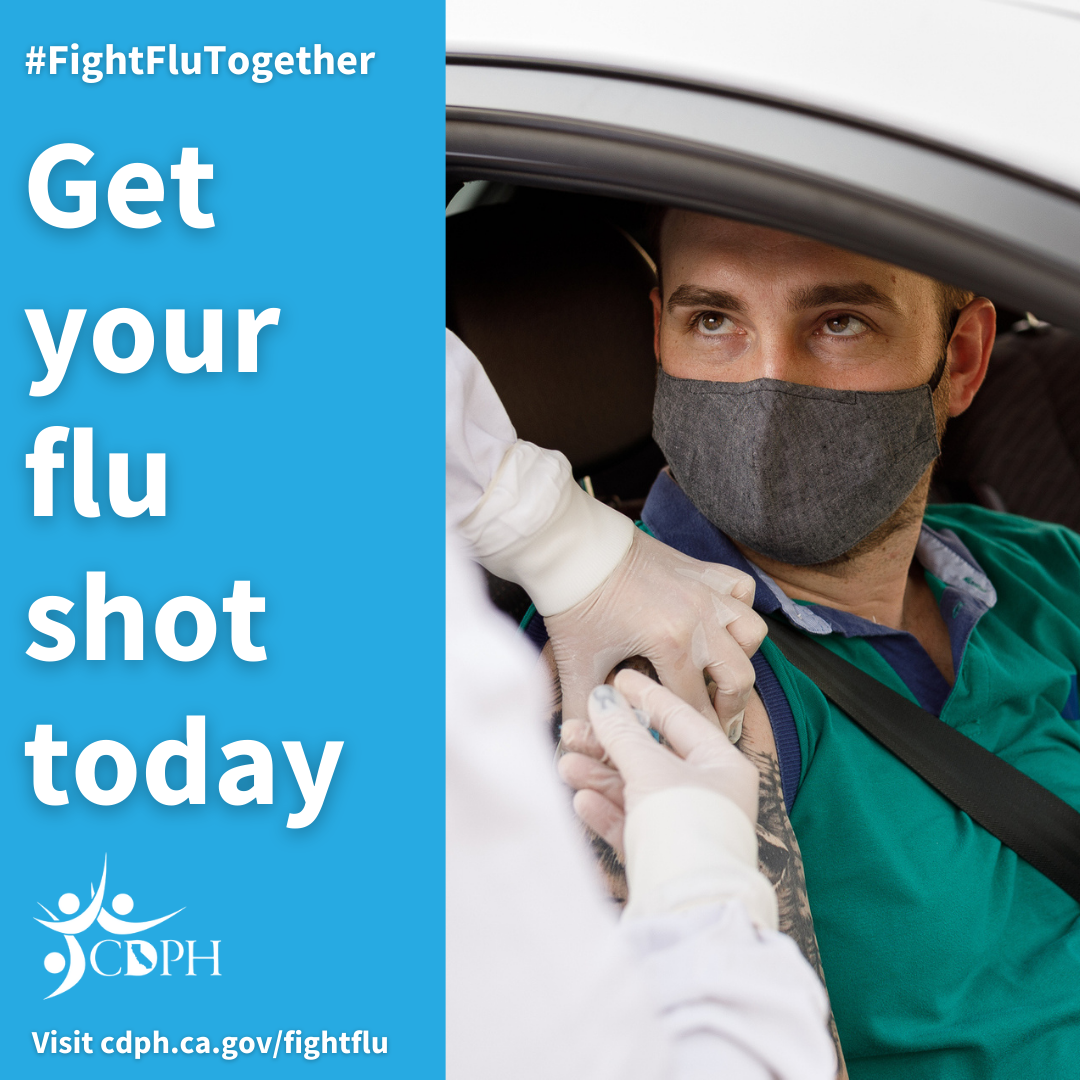 #FightFluTogether
Get
your
flu
shot
today
CDPH
Visit cdph.ca.gov/fightflu